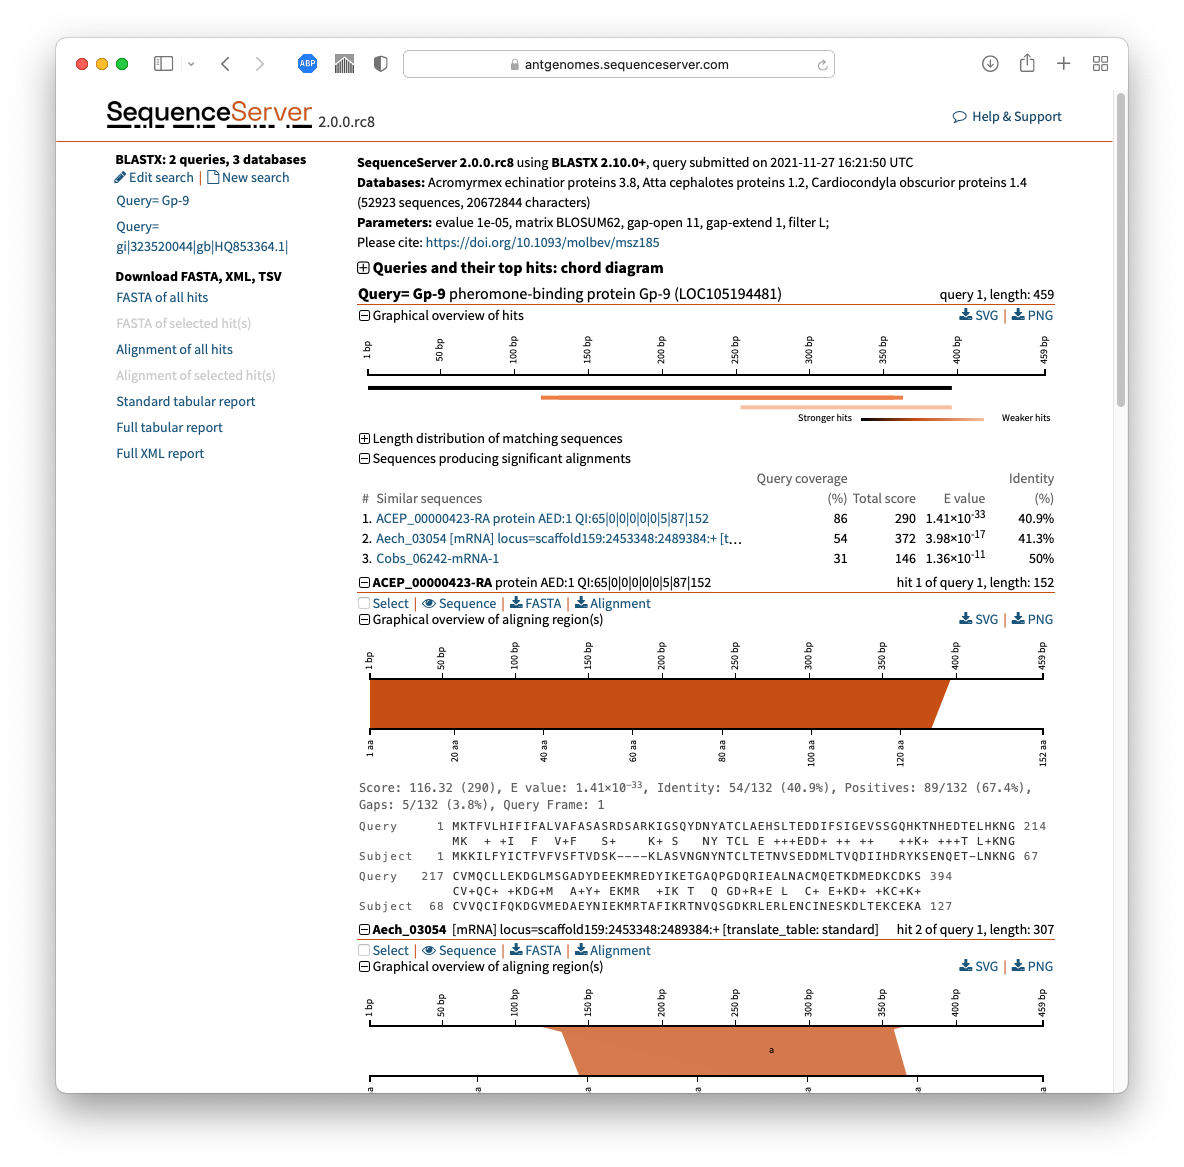 ABP
antgenomes.sequenceserver.com
SequenceServer 2.0.0.rc8
Help & Support
BLASTX: 2 queries, 3 databases
Edit search | New search
Query= Gp-9
Query=
gi|323520044|gb|HQ853364.1|
Download FASTA, XML, TSV
FASTA of all hits
FASTA of selected hit(s)
Alignment of all hits
Alignment of selected hit(s)
Standard tabular report
Full tabular report
Full XML report
SequenceServer 2.0.0.rc8 using BLASTX 2.10.0+, query submitted on 2021-11-27 16:21:50 UTC
Databases: Acromyrmex echinatior proteins 3.8, Atta cephalotes proteins 1.2, Cardiocondyla obscurior proteins 1.4
(52923 sequences, 20672844 characters)
Parameters: evalue 1e-05, matrix BLOSUM62, gap-open 11, gap-extend 1, filter L;
Please cite: https://doi.org/10.1093/molbev/msz185
Queries and their top hits: chord diagram
Query= Gp-9 pheromone-binding protein Gp-9 (LOC105194481) query 1, length: 459
Graphical overview of hits SVG | PNG
1 bp 50 bp 100 bp 150 bp 200 bp 250 bp 300 bp 350 bp 400 bp 459 bp
Stronger hits Weaker hits
Length distribution of matching sequences
Sequences producing significant alignments
Query coverage Identity
# Similar sequences (%) Total score E value (%)
1. ACEP_00000423-RA protein AED:1 QI:65|0|0|0|0|0|5|87|152 86 290 1.41×10⁻³³ 40.9%
2. Aech_03054 [mRNA] locus=scaffold159:2453348:2489384:+ [t... 54 372 3.98×10⁻¹⁷ 41.3%
3. Cobs_06242-mRNA-1 31 146 1.36×10⁻¹¹ 50%
ACEP_00000423-RA protein AED:1 QI:65|0|0|0|0|0|5|87|152 hit 1 of query 1, length: 152
Select | Sequence | FASTA | Alignment
Graphical overview of aligning region(s) SVG | PNG
1 bp 50 bp 100 bp 150 bp 200 bp 250 bp 300 bp 350 bp 400 bp 459 bp
1 aa 20 aa 40 aa 60 aa 80 aa 100 aa 120 aa 152 aa
Score: 116.32 (290), E value: 1.41×10⁻³³, Identity: 54/132 (40.9%), Positives: 89/132 (67.4%),
Gaps: 5/132 (3.8%), Query Frame: 1
Query 1 MKTFVLHIFIFALVAFASASRDSARKIGSQYDNYATCLAEHSLTEDDIFSIGEVSSGQHKTNHEDTELHKNG 214
MK + +I F V+F S+ K+ S NY TCL E +++EDD+ ++ ++ ++K+ +++T L+KNG
Subject 1 MKKILFYICTFVFVSFTVDSK----KLASVNGNYNTCLTETNVSEDDMLTVQDIIHDRYKSENQET-LNKNG 67
Query 217 CVMQCLLEKDGLMSGADYDEEKMREDYIKETGAQPGDQRIEALNACMQETKDMEDKCDKS 394
CV+QC+ +KDG+M A+Y+ EKMR +IK T Q GD+R+E L C+ E+KD+ +KC+K+
Subject 68 CVVQCIFQKDGVMEDAEYNIEKMRTAFIKRTNVQSGDKRLERLENCINESKDLTEKCEKA 127
Aech_03054 [mRNA] locus=scaffold159:2453348:2489384:+ [translate_table: standard] hit 2 of query 1, length: 307
Select | Sequence | FASTA | Alignment
Graphical overview of aligning region(s) SVG | PNG
1 bp 50 bp 100 bp 150 bp 200 bp 250 bp 300 bp 350 bp 400 bp 459 bp
a